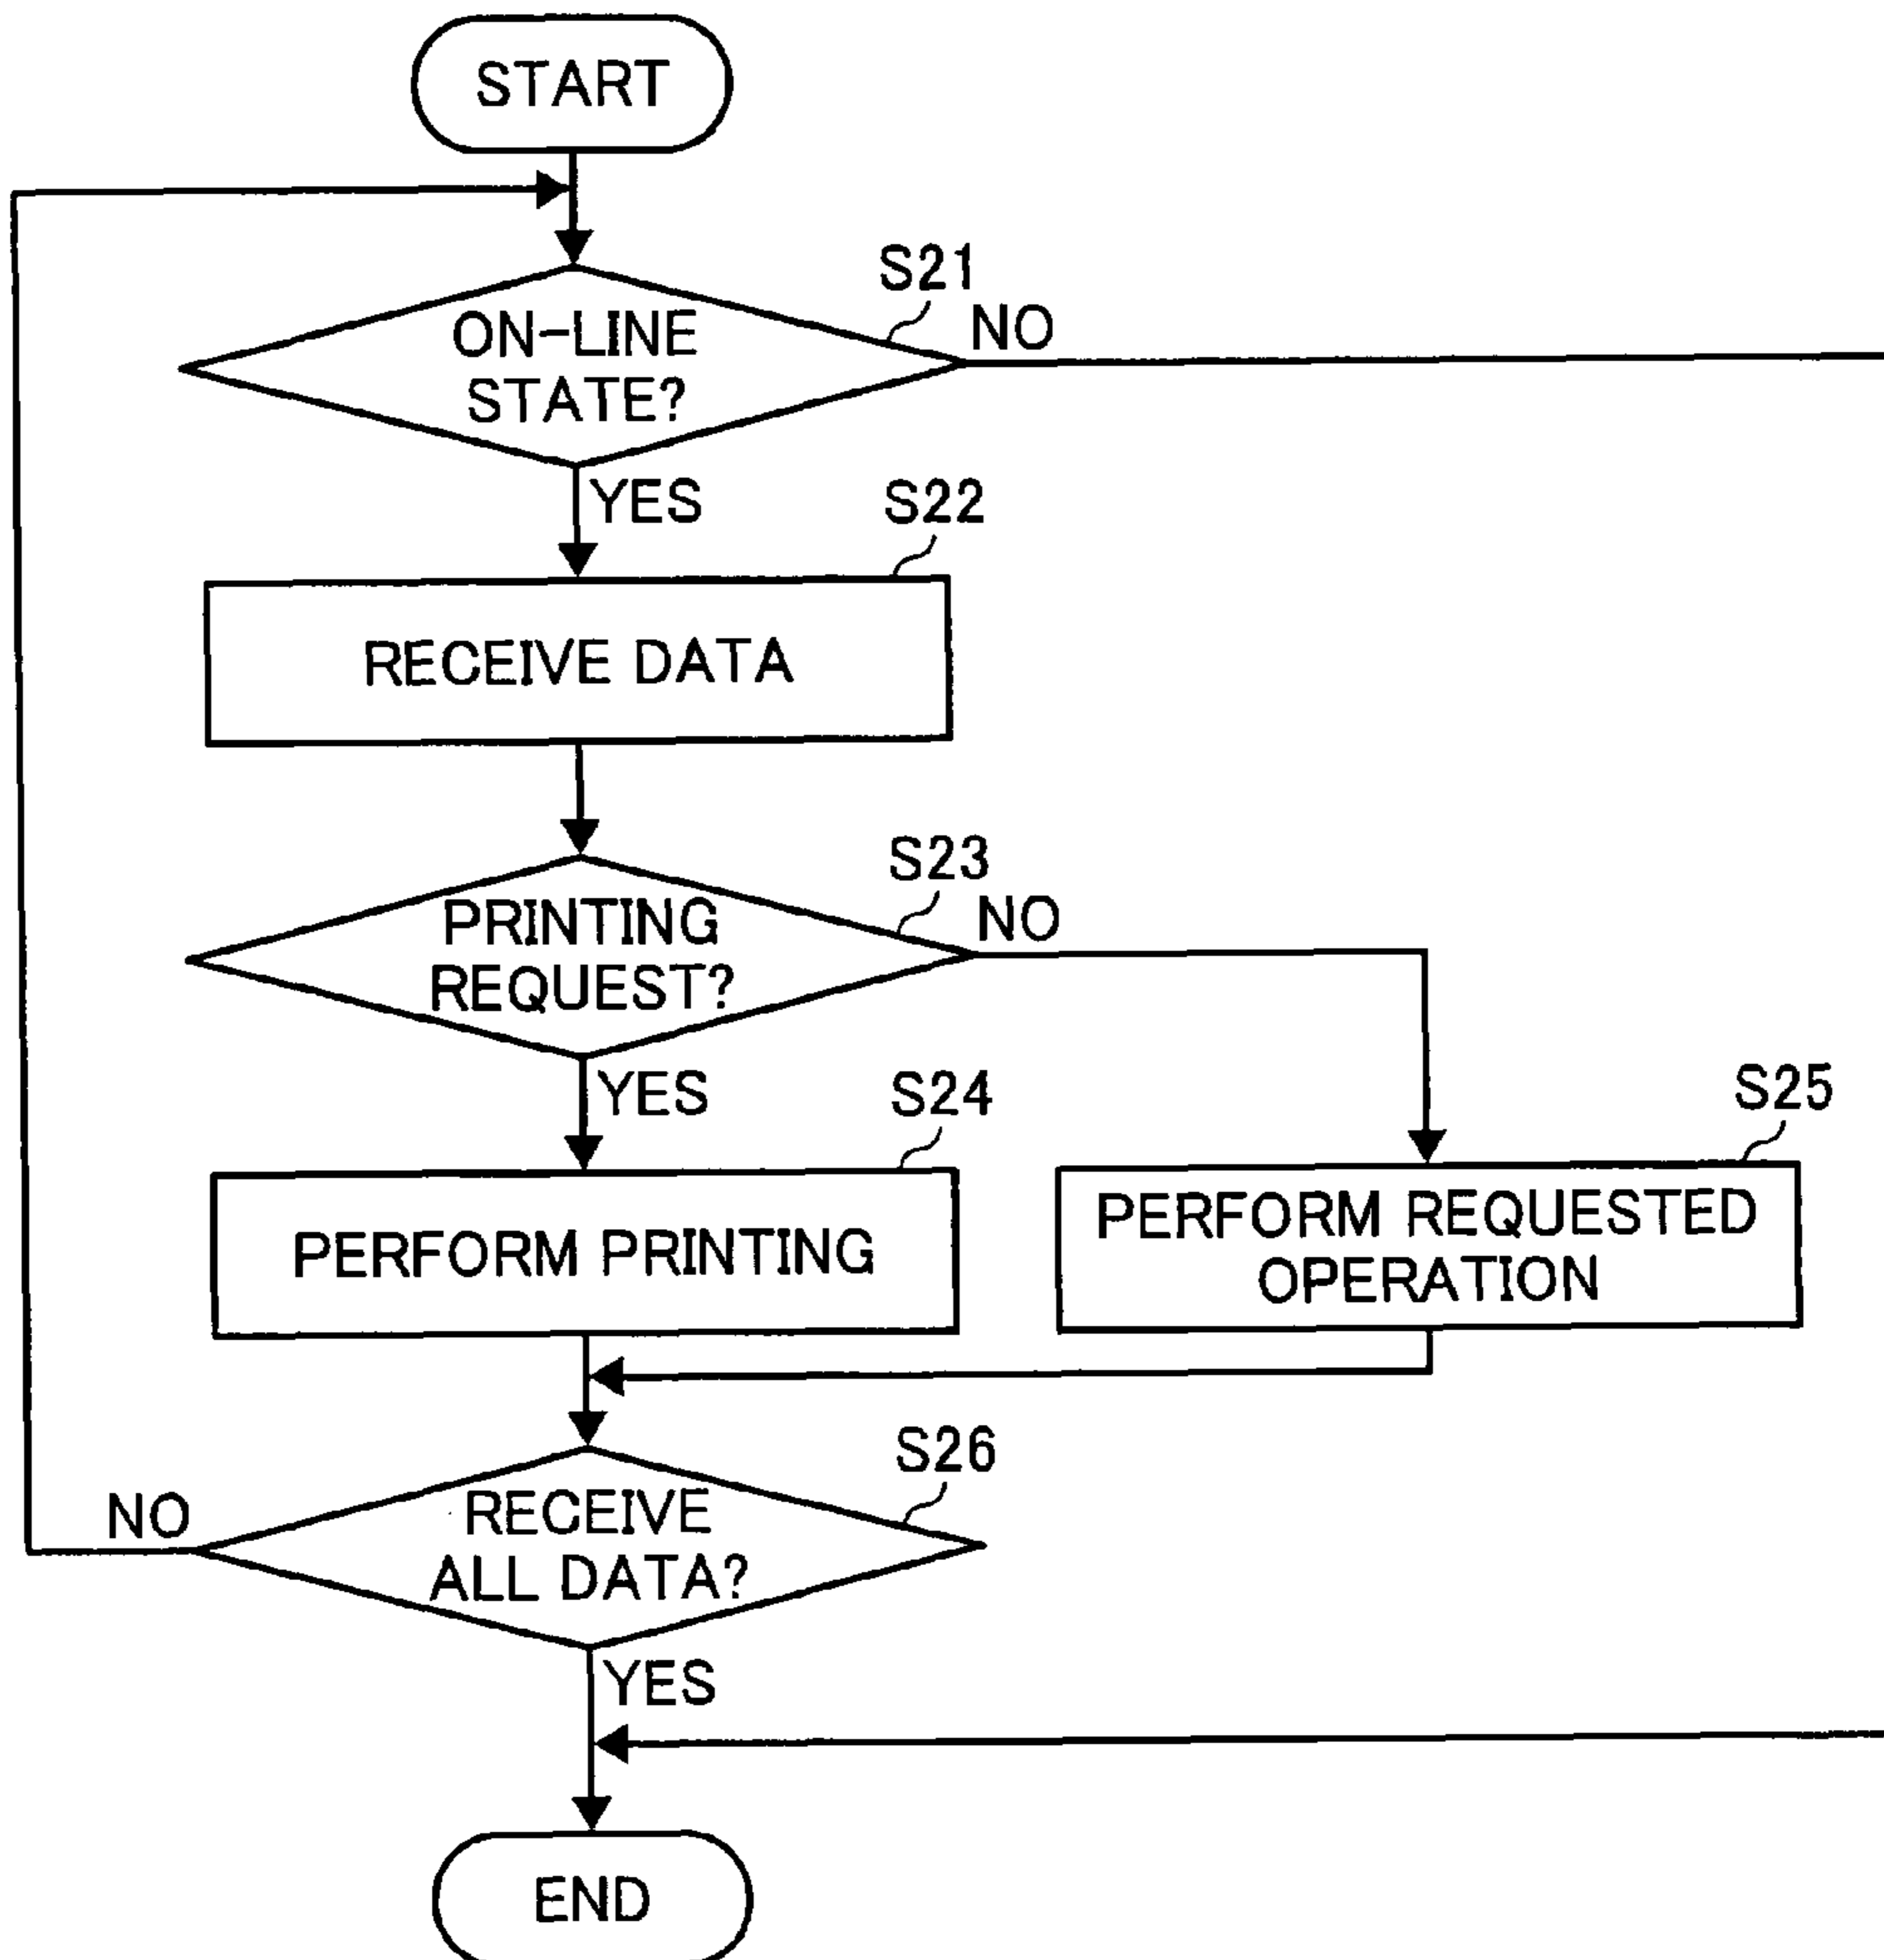 START
S21
ON-LINE
STATE?
NO
YES
S22
RECEIVE DATA
S23
PRINTING
REQUEST?
NO
YES
S24
PERFORM PRINTING
S25
PERFORM REQUESTED
OPERATION
S26
RECEIVE
ALL DATA?
NO
YES
END